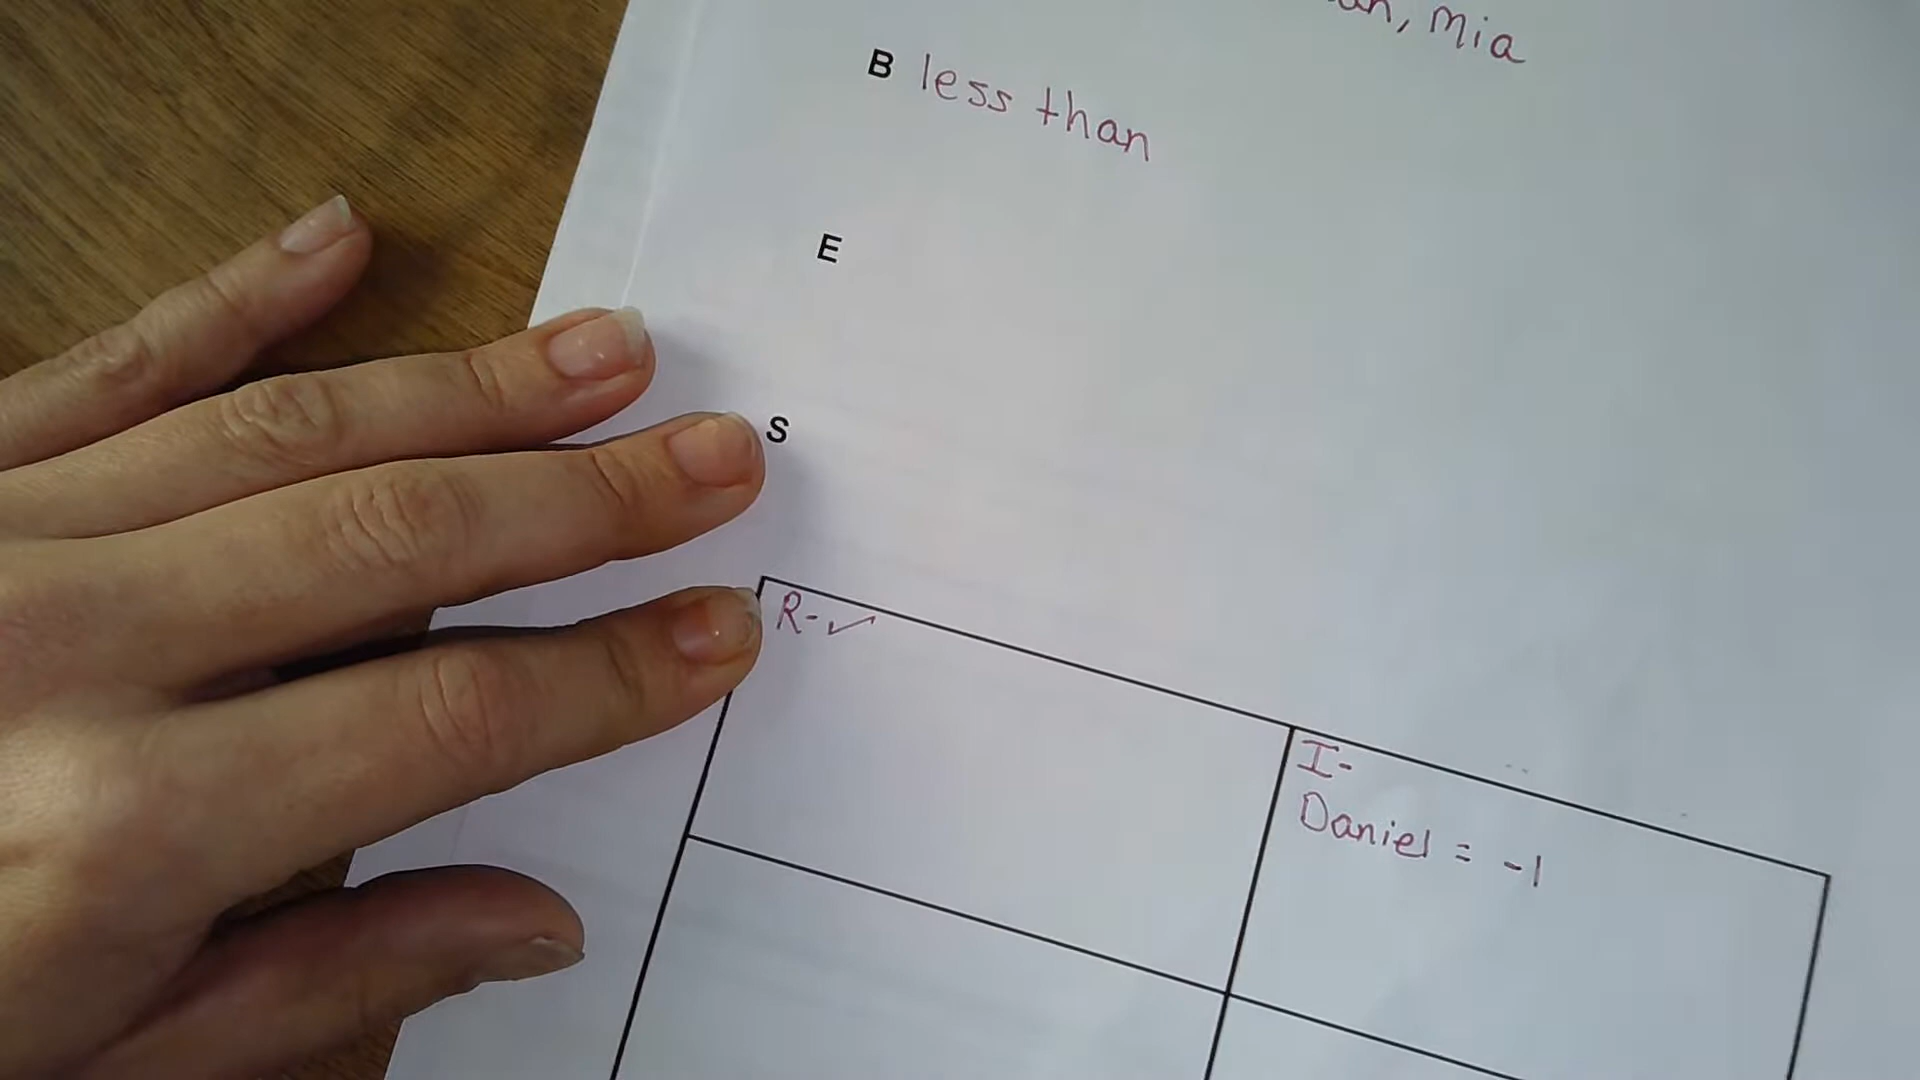 Mia
B less than
E
S
R-✓
I-
Daniel = -1